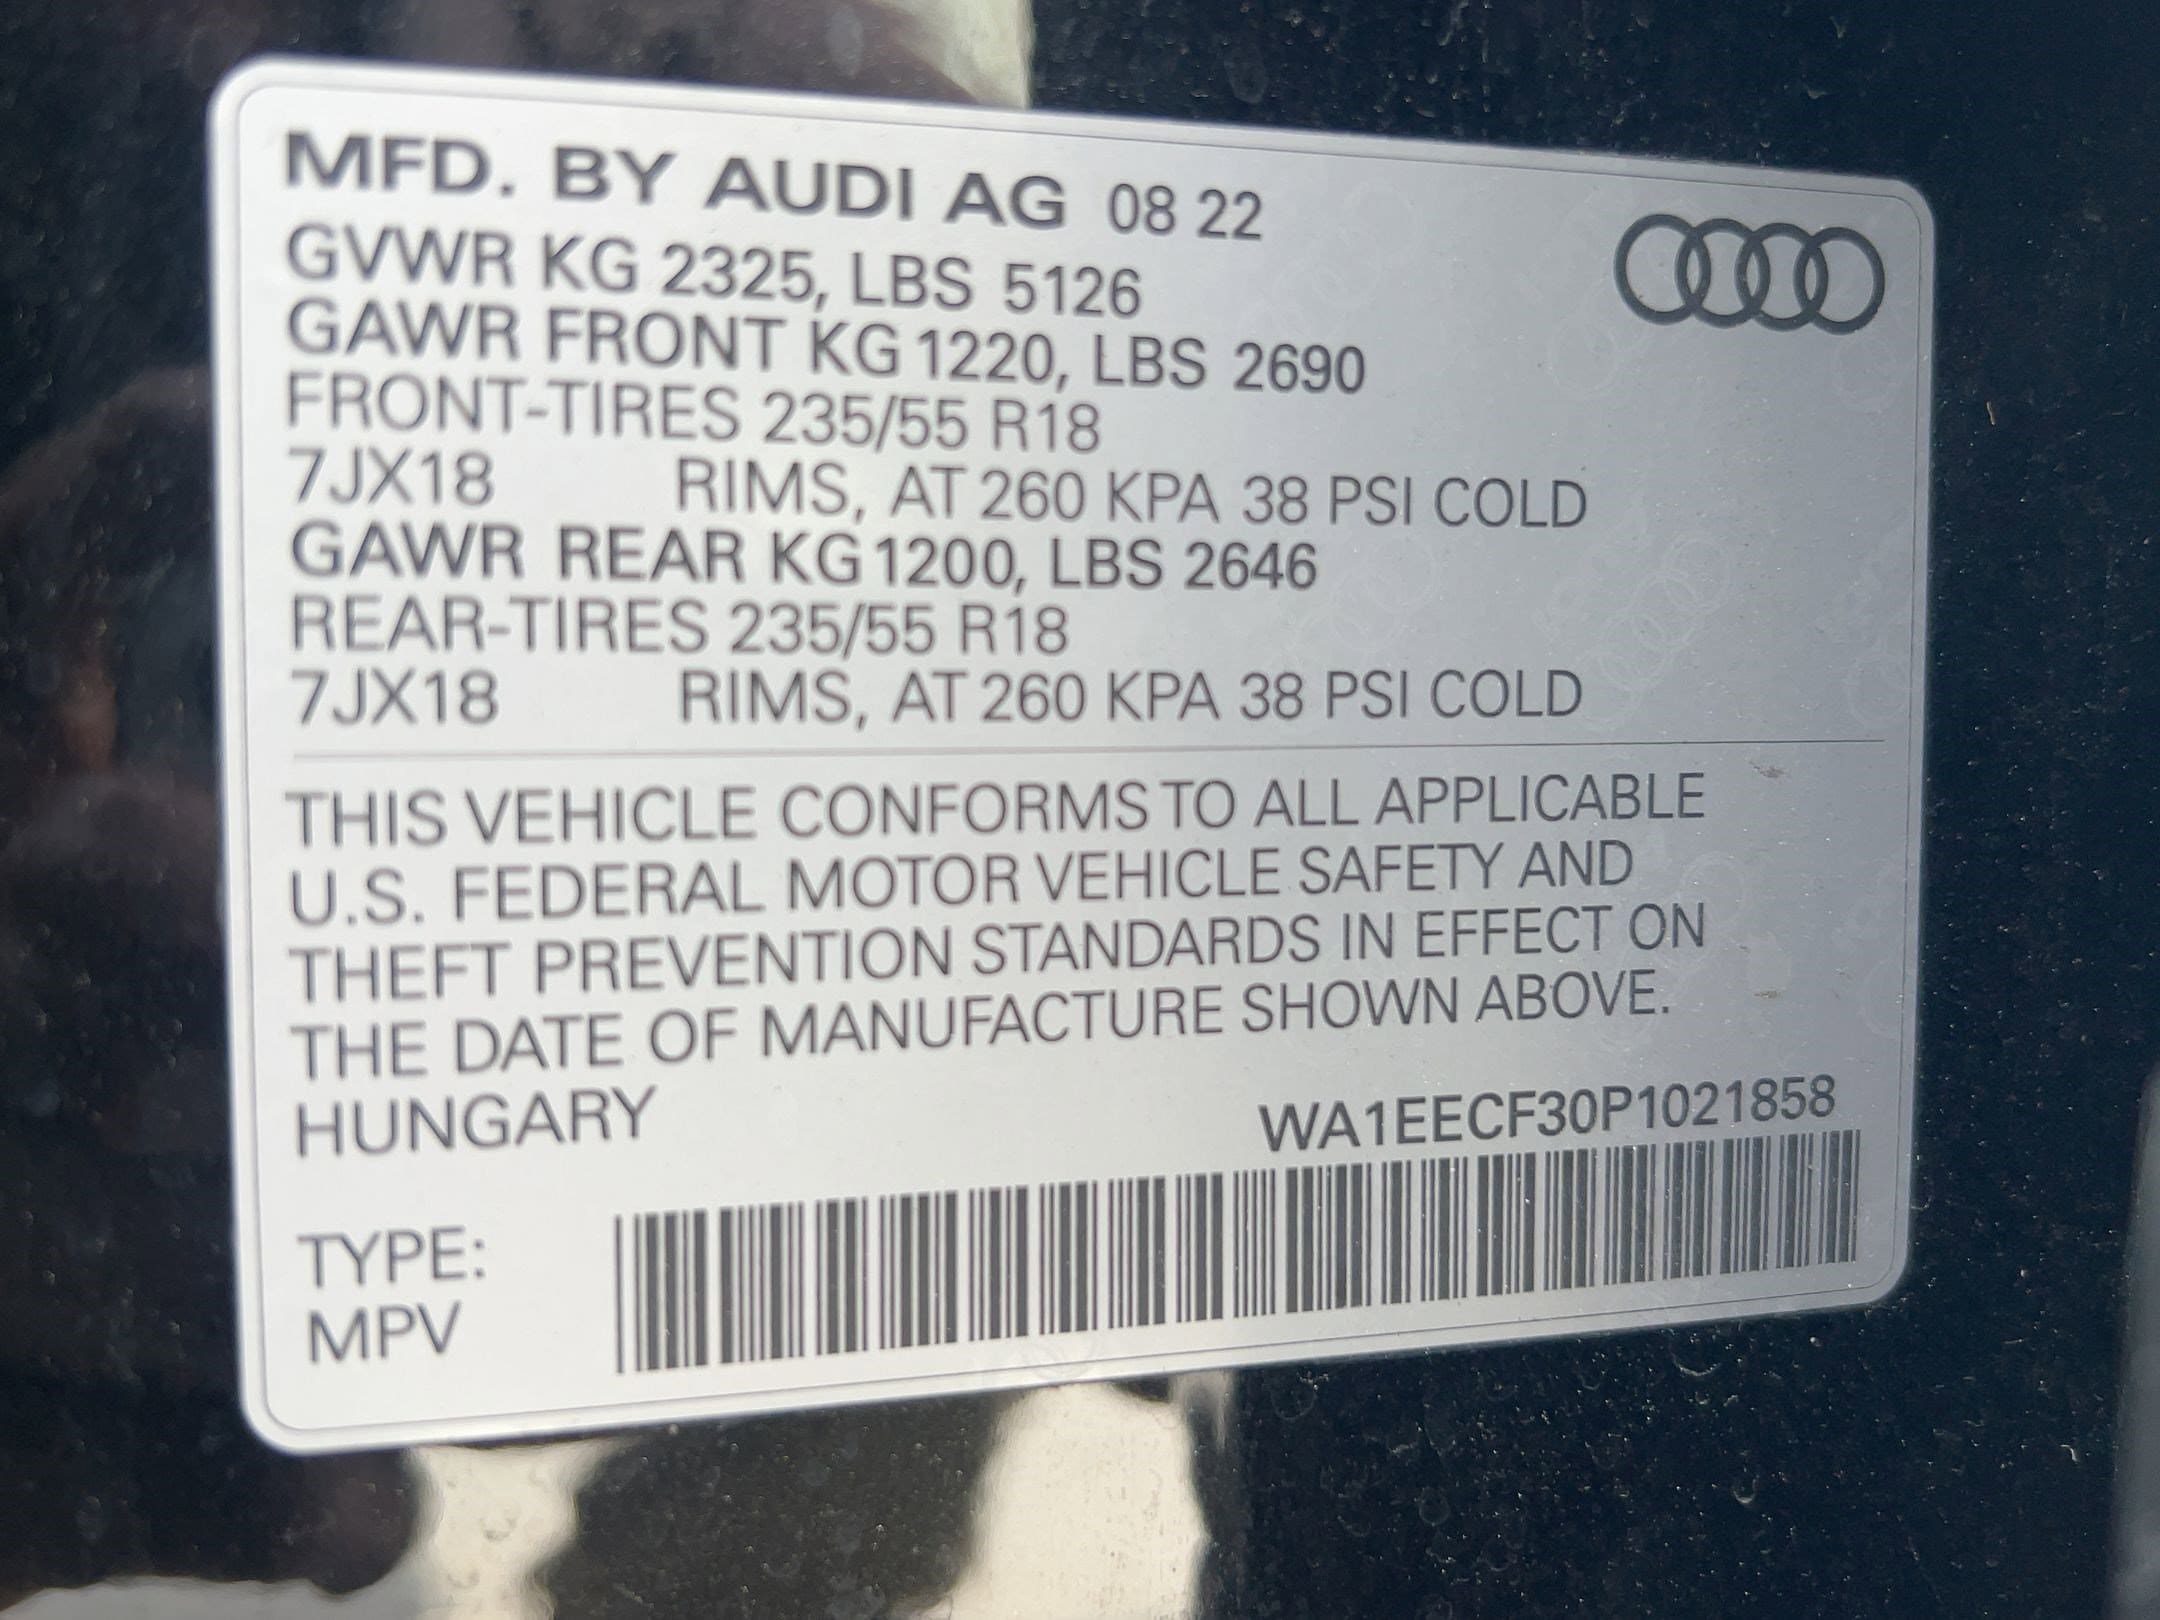 MFD. BY AUDI AG 08 22
GVWR KG 2325, LBS 5126
GAWR FRONT KG 1220, LBS 2690
FRONT-TIRES 235/55 R18
7JX18 RIMS, AT 260 KPA 38 PSI COLD
GAWR REAR KG 1200, LBS 2646
REAR-TIRES 235/55 R18
7JX18 RIMS, AT 260 KPA 38 PSI COLD
THIS VEHICLE CONFORMS TO ALL APPLICABLE
U.S. FEDERAL MOTOR VEHICLE SAFETY AND
THEFT PREVENTION STANDARDS IN EFFECT ON
THE DATE OF MANUFACTURE SHOWN ABOVE.
HUNGARY WA1EECF30P1021858
TYPE:
MPV